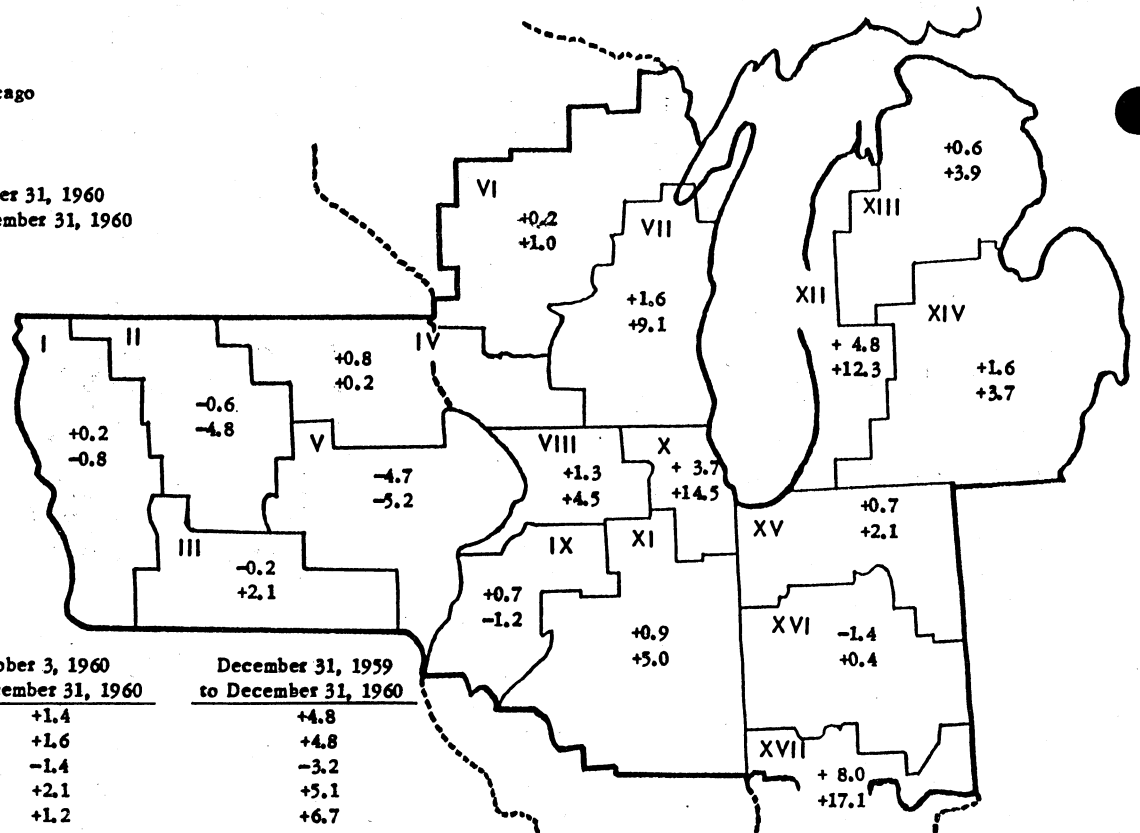 cago
er 31, 1960
ember 31, 1960
XIII
+0.6
+3.9
VI
+0.2
+1.0
VII
+1.6
+9.1
XII
+ 4.8
+12.3
XIV
+1.6
+3.7
I
+0.2
-0.8
II
-0.6
-4.8
IV
+0.8
+0.2
V
-4.7
-5.2
VIII
+1.3
+4.5
X
+ 3.7
+14.5
III
-0.2
+2.1
IX
+0.7
-1.2
XI
+0.9
+5.0
XV
+0.7
+2.1
XVI
-1.4
+0.4
XVII
+ 8.0
+17.1
ober 3, 1960 December 31, 1959
cember 31, 1960 to December 31, 1960
+1.4 +4.8
+1.6 +4.8
-1.4 -3.2
+2.1 +5.1
+1.2 +6.7